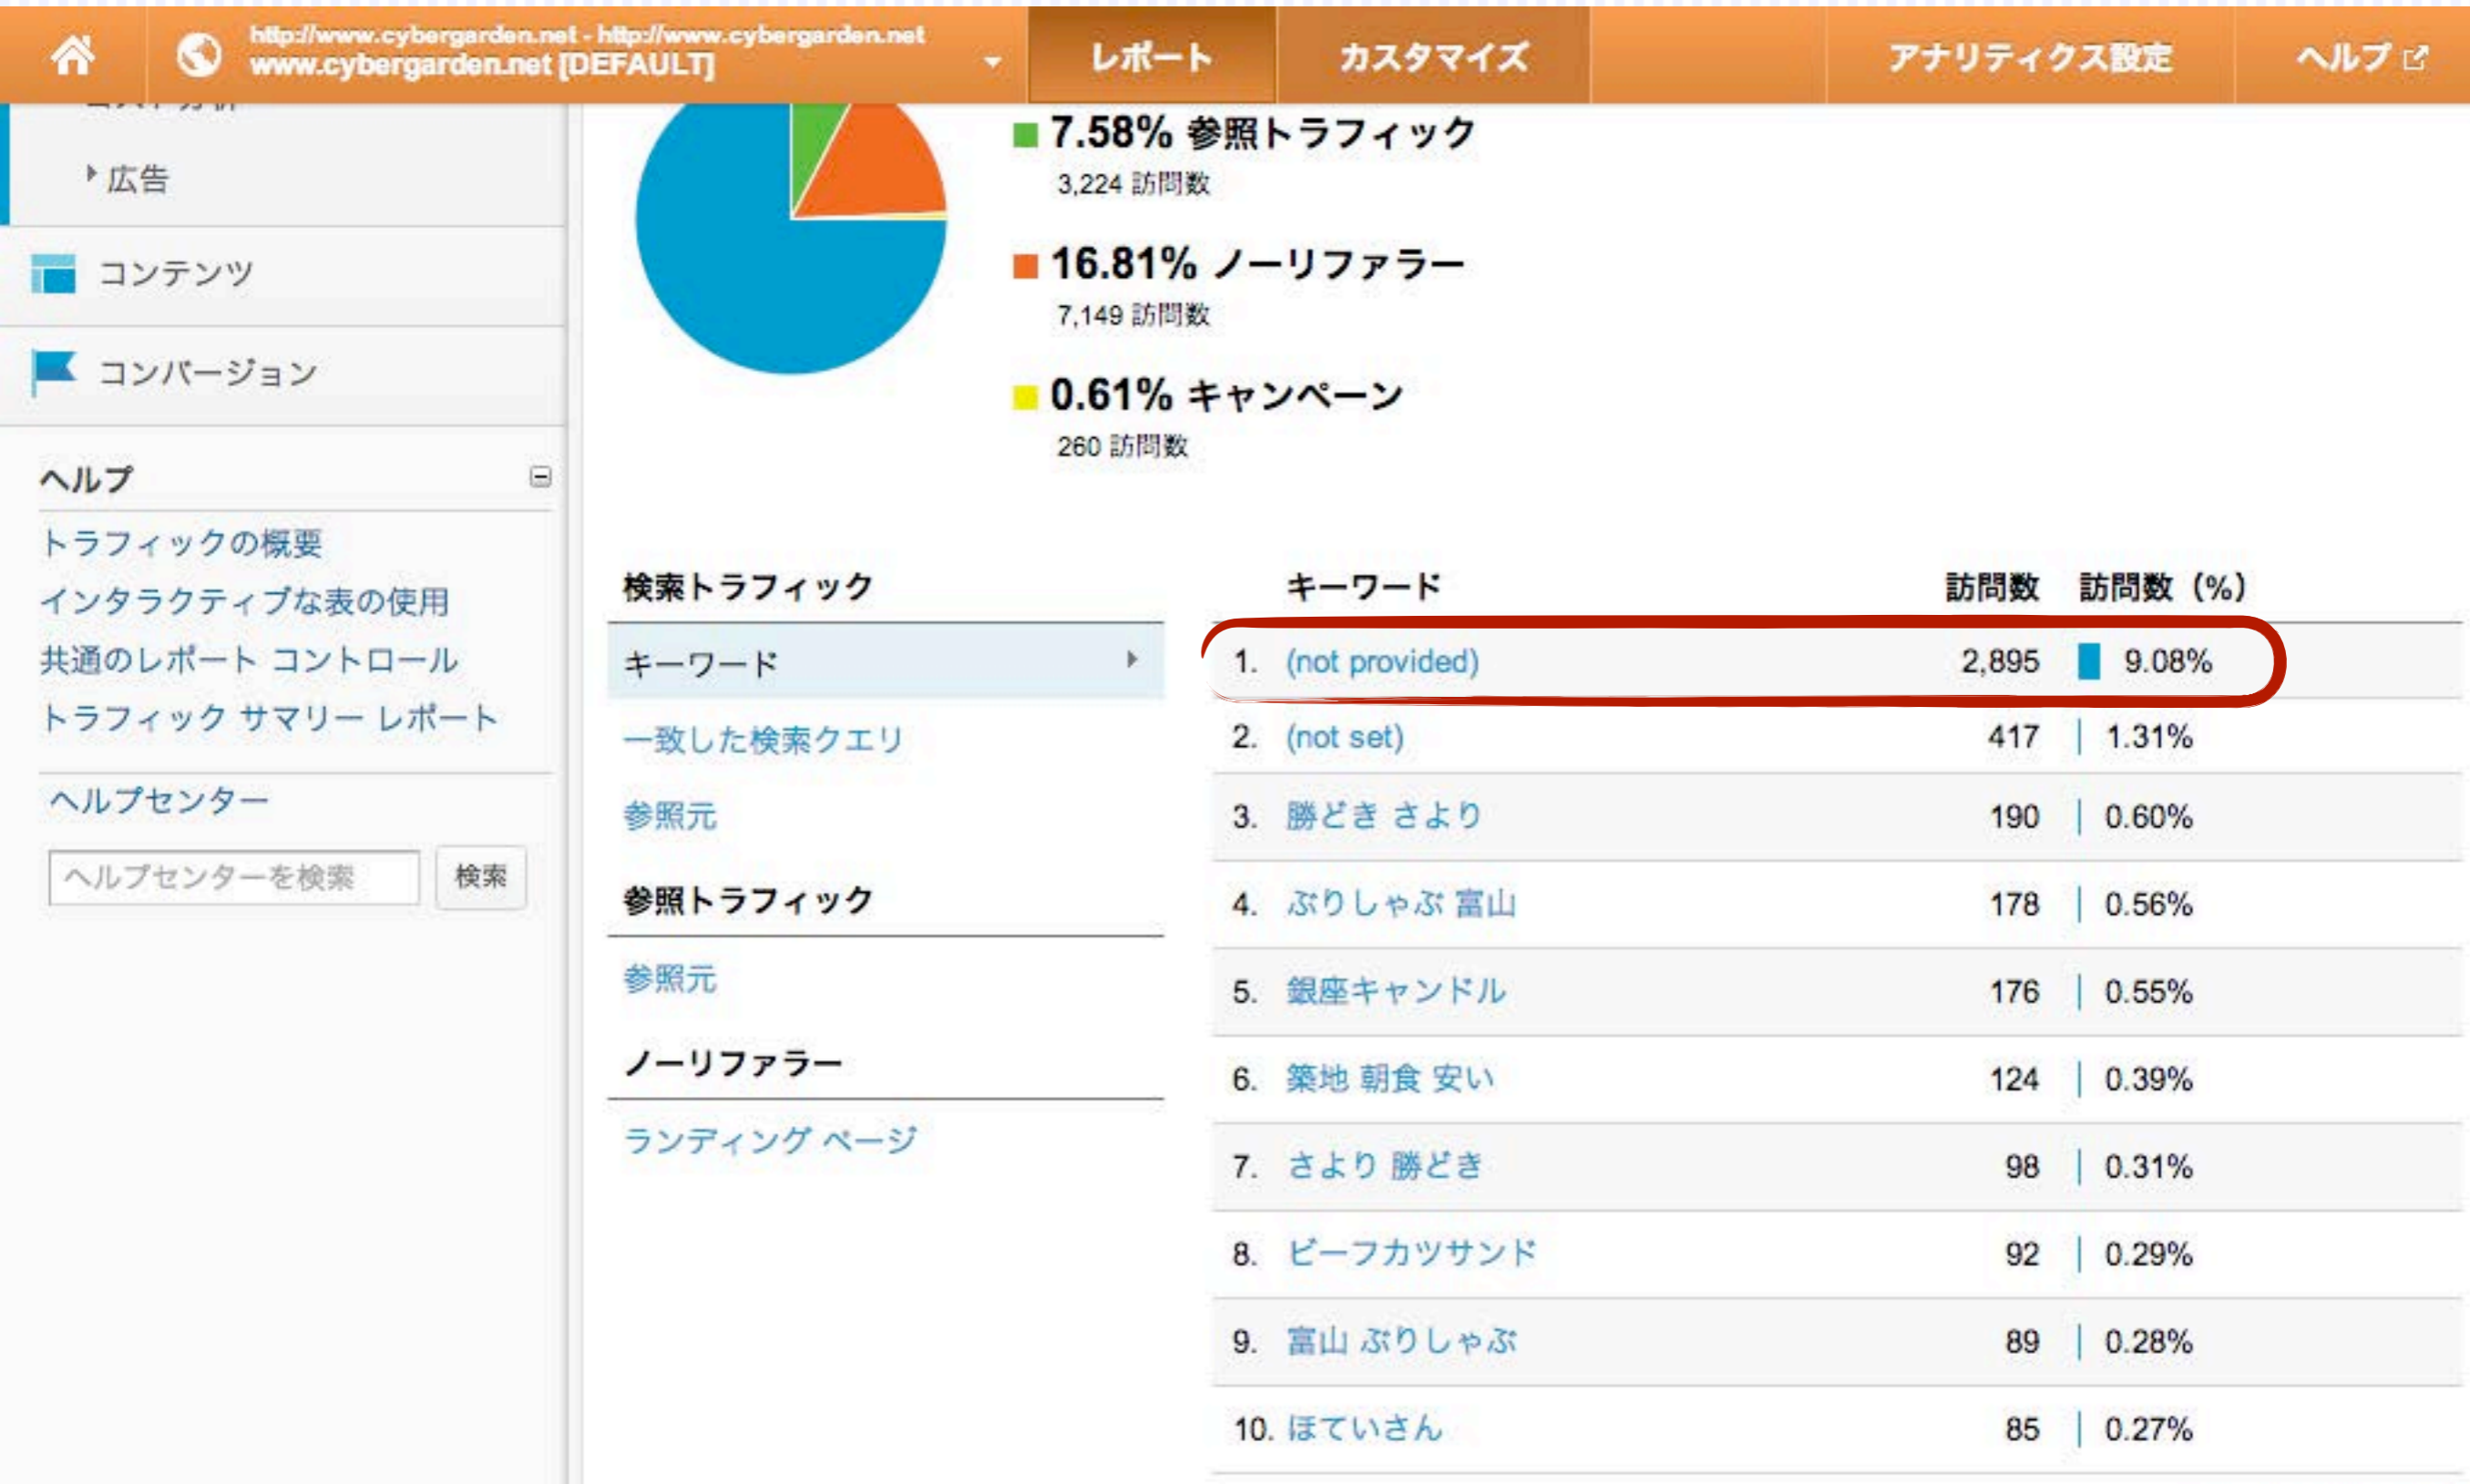 http://www.cybergarden.net - http://www.cybergarden.net
www.cybergarden.net [DEFAULT]
レポート
カスタマイズ
アナリティクス設定
ヘルプ
広告
コンテンツ
コンバージョン
ヘルプ
トラフィックの概要
インタラクティブな表の使用
共通のレポート コントロール
トラフィック サマリー レポート
ヘルプセンター
ヘルプセンターを検索
検索
7.58% 参照トラフィック
3,224 訪問数
16.81% ノーリファラー
7,149 訪問数
0.61% キャンペーン
260 訪問数
検索トラフィック
キーワード
一致した検索クエリ
参照元
参照トラフィック
参照元
ノーリファラー
ランディング ページ
キーワード 訪問数 訪問数 (%)
1. (not provided) 2,895 9.08%
2. (not set) 417 1.31%
3. 勝どき さより 190 0.60%
4. ぶりしゃぶ 富山 178 0.56%
5. 銀座キャンドル 176 0.55%
6. 築地 朝食 安い 124 0.39%
7. さより 勝どき 98 0.31%
8. ビーフカツサンド 92 0.29%
9. 富山 ぶりしゃぶ 89 0.28%
10. ほていさん 85 0.27%